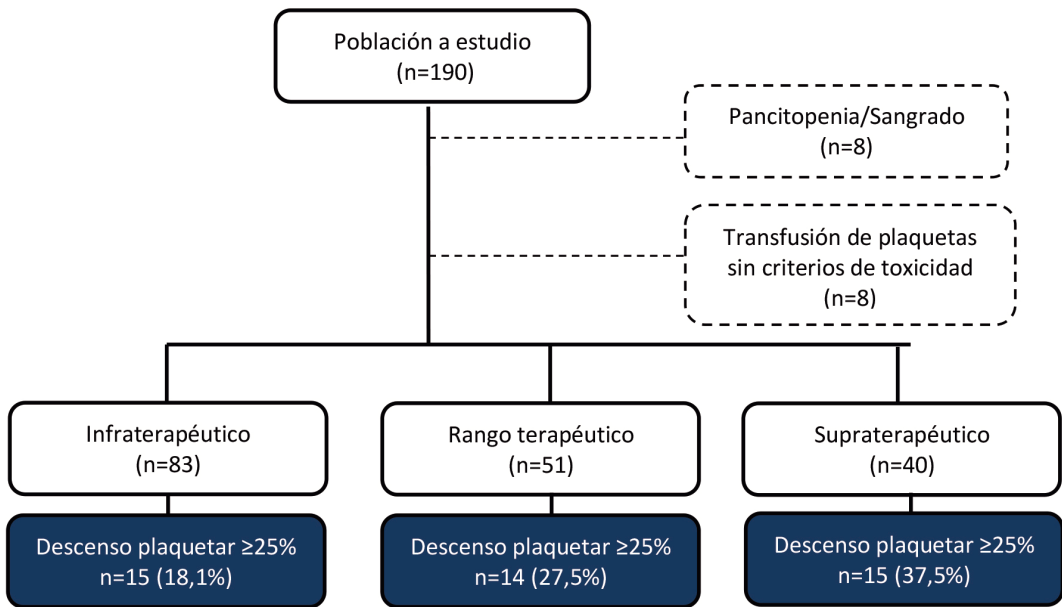 Población a estudio
(n=190)
Pancitopenia/Sangrado
(n=8)
Transfusión de plaquetas
sin criterios de toxicidad
(n=8)
Infraterapéutico
(n=83)
Rango terapéutico
(n=51)
Supraterapéutico
(n=40)
Descenso plaquetar ≥25%
n=15 (18,1%)
Descenso plaquetar ≥25%
n=14 (27,5%)
Descenso plaquetar ≥25%
n=15 (37,5%)